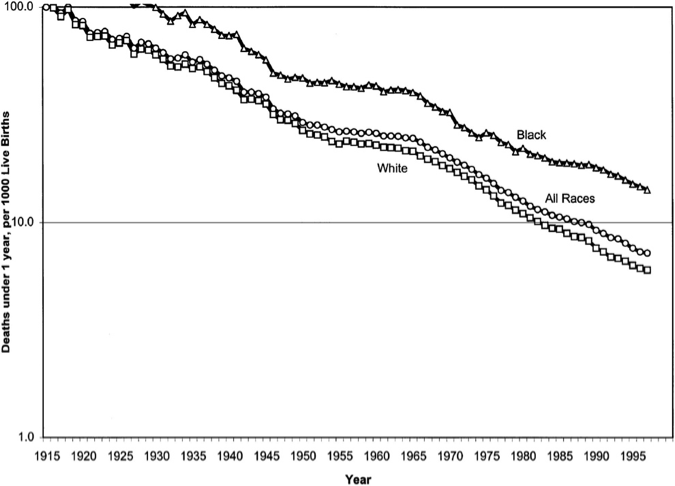 100.0
10.0
1.0
Deaths under 1 year, per 1000 Live Births
Black
White
All Races
1915 1920 1925 1930 1935 1940 1945 1950 1955 1960 1965 1970 1975 1980 1985 1990 1995
Year